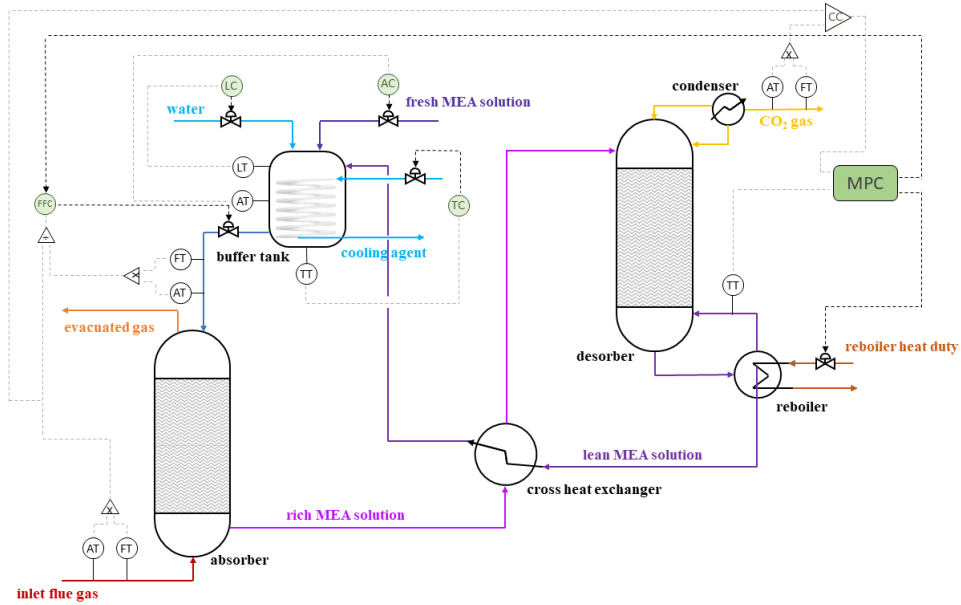 CC
LC
AC
condenser
AT
FT
water
fresh MEA solution
CO₂ gas
X
LT
MPC
AT
TC
FFC
÷
buffer tank
cooling agent
FT
X
TT
AT
TT
evacuated gas
desorber
reboiler heat duty
reboiler
lean MEA solution
cross heat exchanger
rich MEA solution
X
AT
FT
absorber
inlet flue gas